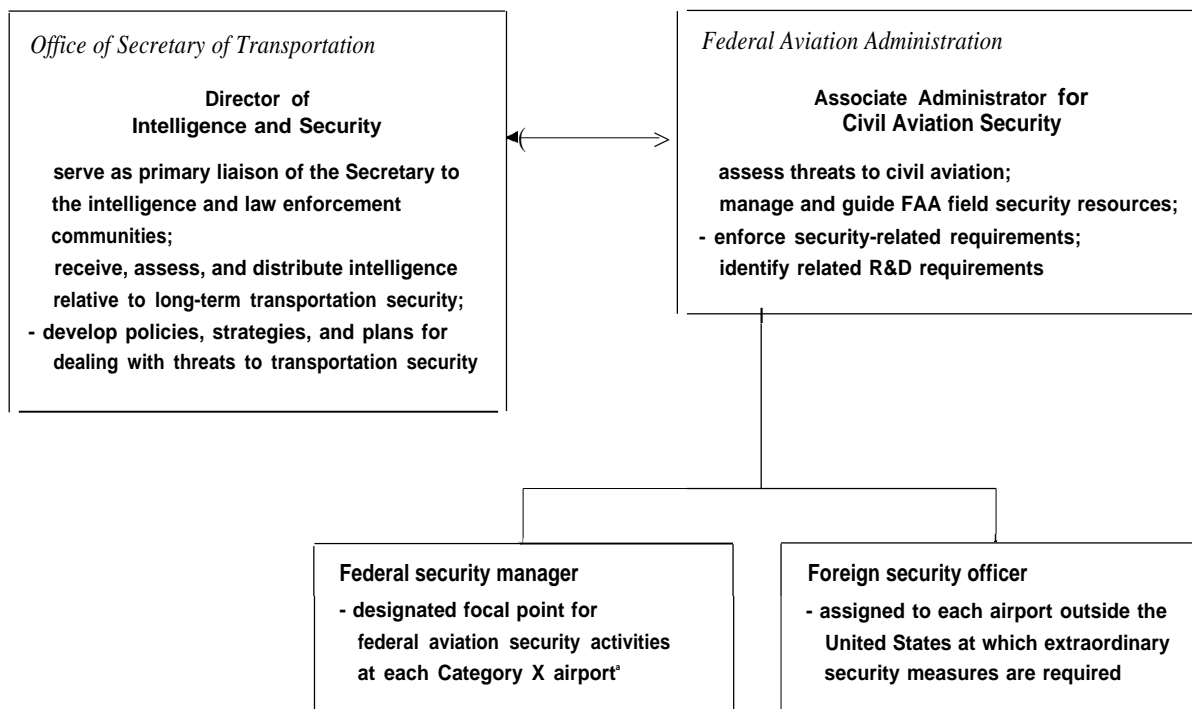 Office of Secretary of Transportation
Director of
Intelligence and Security
serve as primary liaison of the Secretary to
the intelligence and law enforcement
communities;
receive, assess, and distribute intelligence
relative to long-term transportation security;
- develop policies, strategies, and plans for
dealing with threats to transportation security
Federal Aviation Administration
Associate Administrator for
Civil Aviation Security
assess threats to civil aviation;
manage and guide FAA field security resources;
- enforce security-related requirements;
identify related R&D requirements
Federal security manager
- designated focal point for
federal aviation security activities
at each Category X airportª
Foreign security officer
- assigned to each airport outside the
United States at which extraordinary
security measures are required